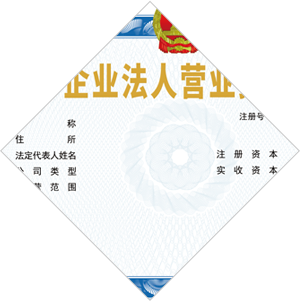 企业法人营业
注册号
称
住 所
法定代表人姓名
注 册 资 本
公 司 类 型
实 收 资 本
营 范 围